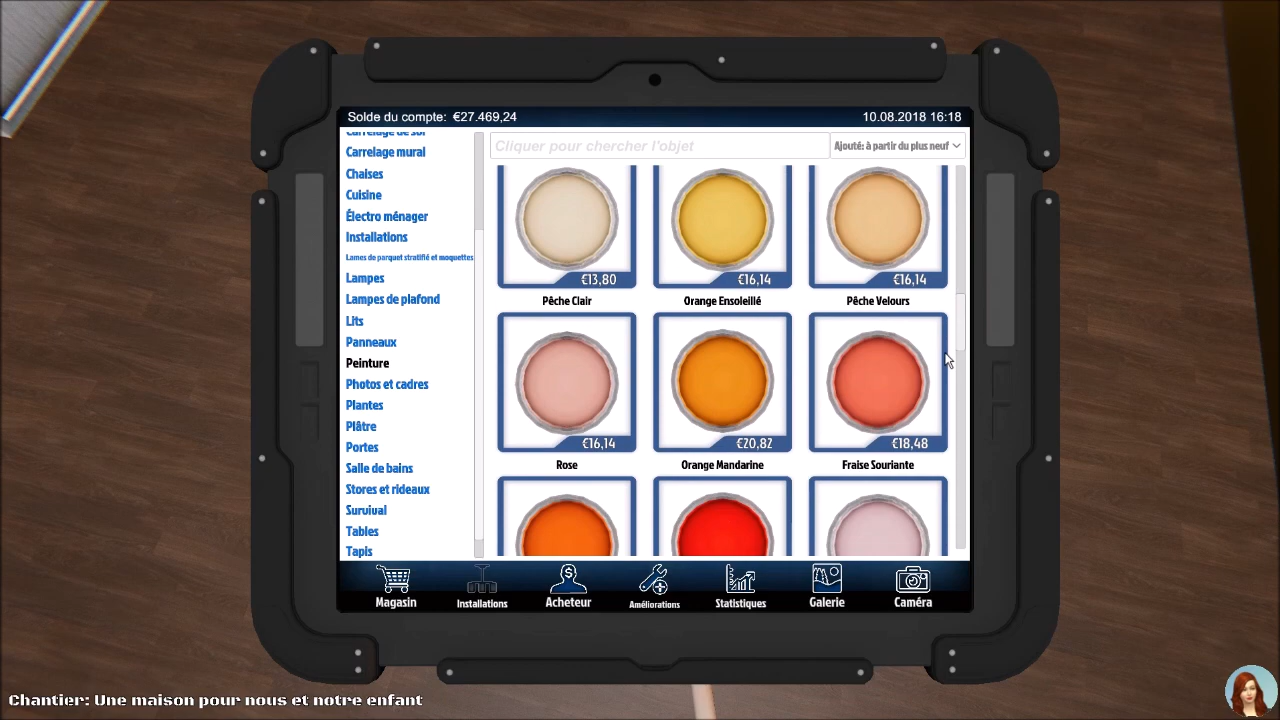 Solde du compte: €27.469,24
10.08.2018 16:18
Carrelage de sol
Carrelage mural
Chaises
Cuisine
Électro ménager
Installations
Lames de parquet stratifié et moquettes
Lampes
Lampes de plafond
Lits
Panneaux
Peinture
Photos et cadres
Plantes
Plâtre
Portes
Salle de bains
Stores et rideaux
Survival
Tables
Tapis
Cliquer pour chercher l'objet
Ajouté: à partir du plus neuf
€13,80
€16,14
€16,14
Pêche Clair
Orange Ensoleillé
Pêche Velours
€16,14
€20,82
€18,48
Rose
Orange Mandarine
Fraise Souriante
Magasin
Installations
Acheteur
Améliorations
Statistiques
Galerie
Caméra
Chantier: Une maison pour nous et notre enfant